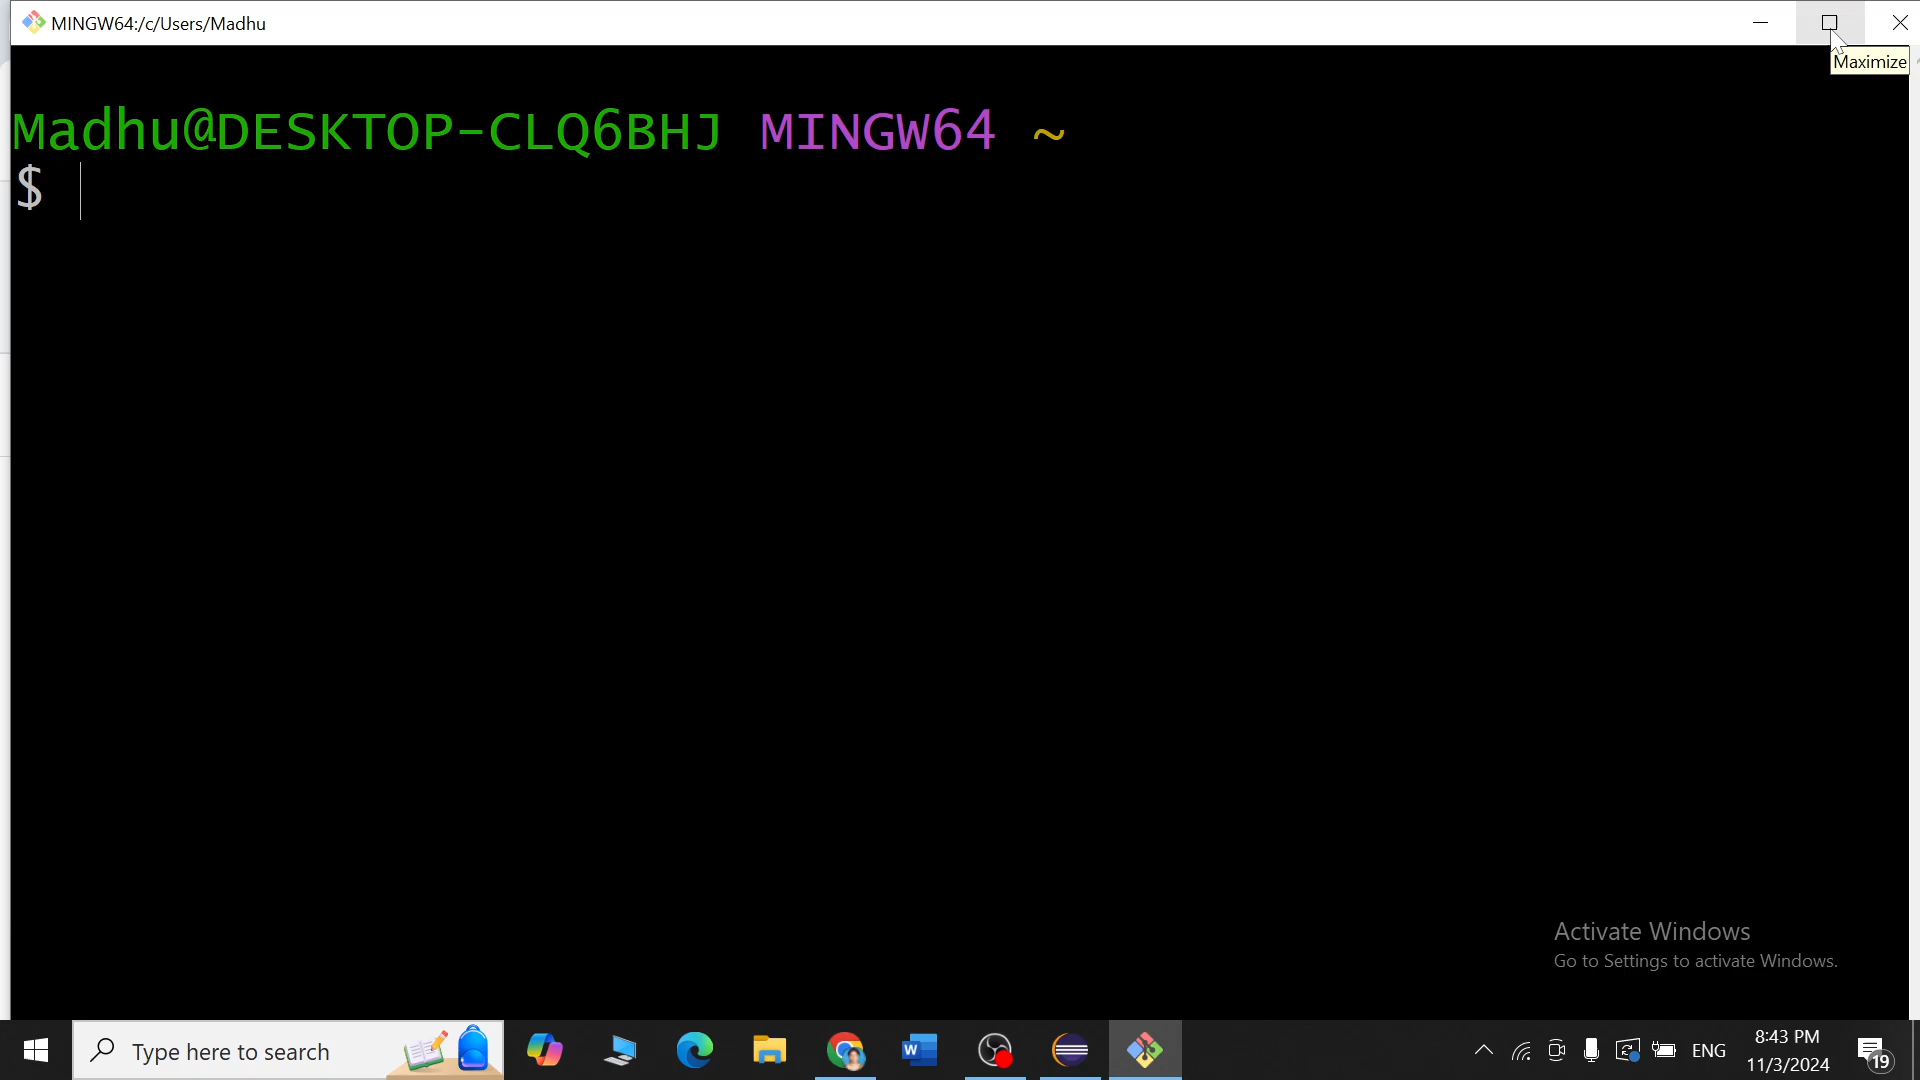 MINGW64:/c/Users/Madhu
Maximize
Madhu@DESKTOP-CLQ6BHJ MINGW64 ~
$
Activate Windows
Go to Settings to activate Windows.
Type here to search
ENG
8:43 PM
11/3/2024
19